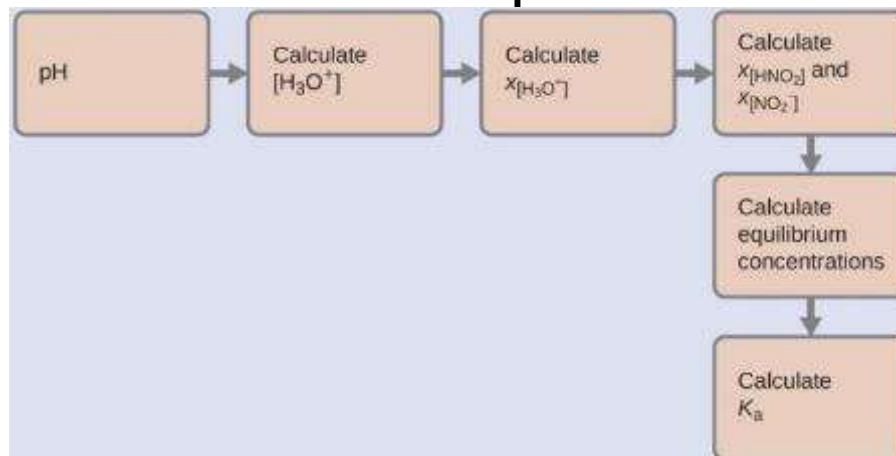 pH
Calculate
[H₃O⁺]
Calculate
x[H₃O⁺]
Calculate
x[HNO₂] and
x[NO₂⁻]
Calculate
equilibrium
concentrations
Calculate
Kₐ